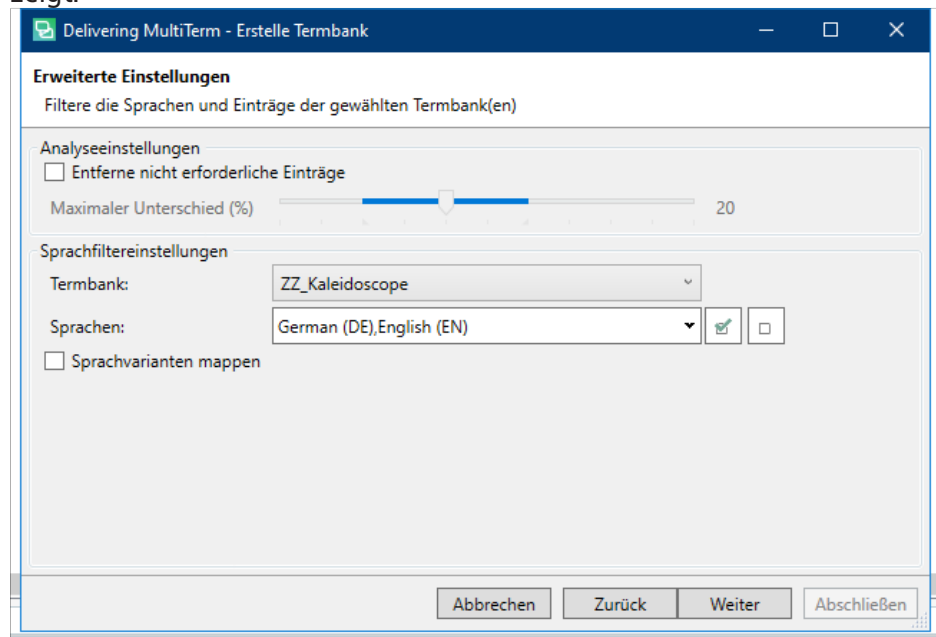 Delivering MultiTerm - Erstelle Termbank
Erweiterte Einstellungen
Filtere die Sprachen und Einträge der gewählten Termbank(en)
Analyseeinstellungen
Entferne nicht erforderliche Einträge
Maximaler Unterschied (%) 20
Sprachfiltereinstellungen
Termbank: ZZ_Kaleidoscope
Sprachen: German (DE),English (EN)
Sprachvarianten mappen
Abbrechen Zurück Weiter Abschließen